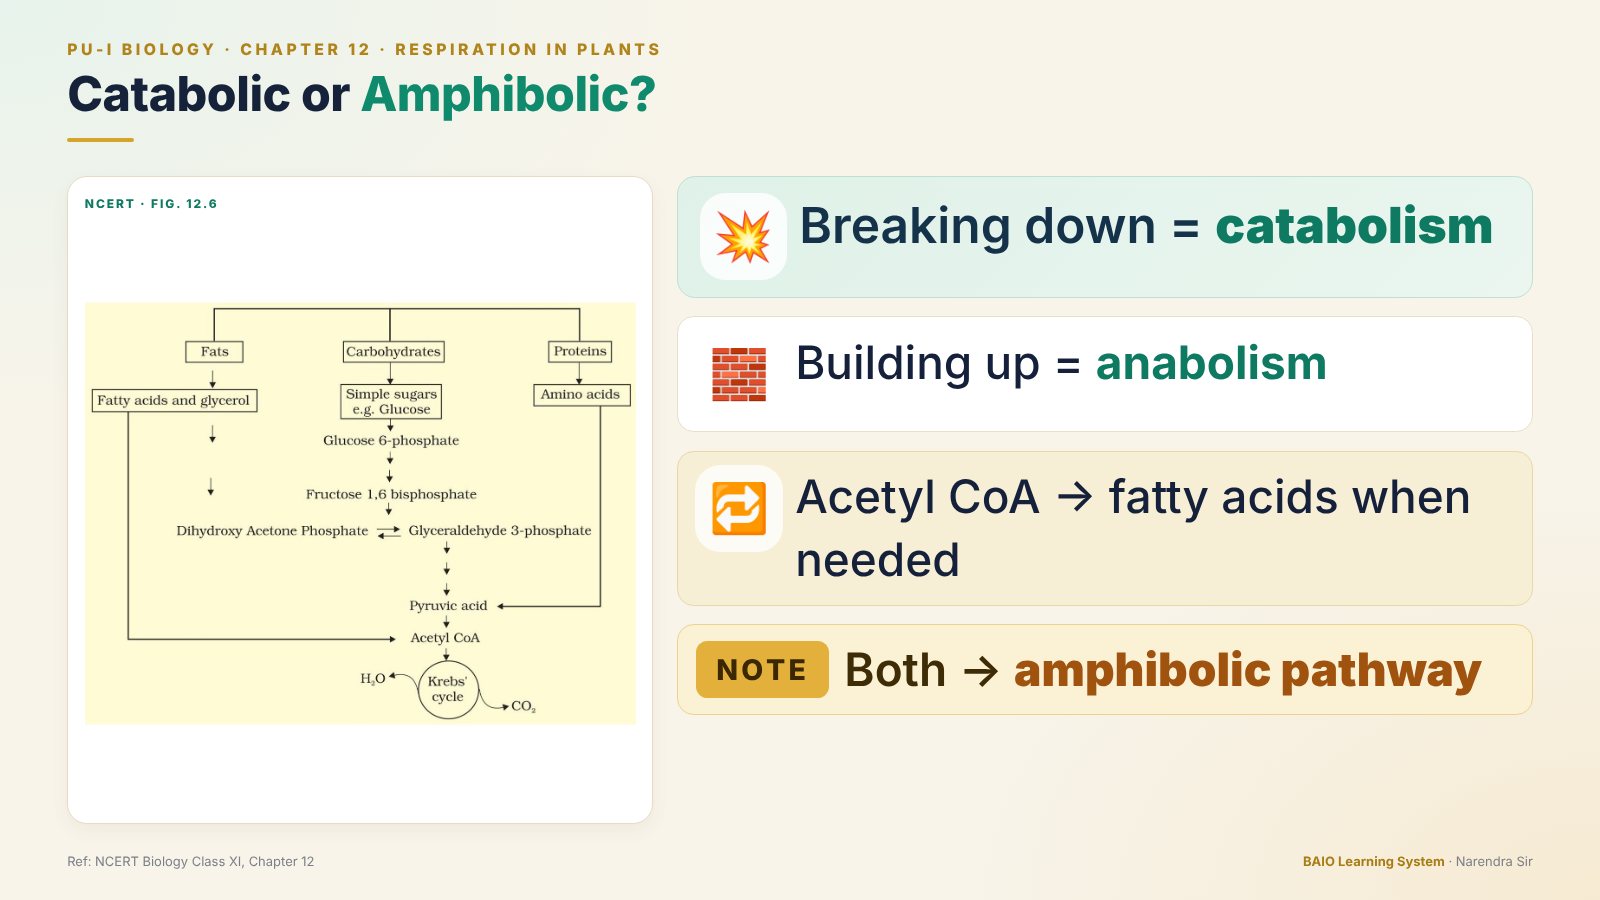 PU-I BIOLOGY · CHAPTER 12 · RESPIRATION IN PLANTS
Catabolic or Amphibolic?
NCERT · FIG. 12.6
Fats
Carbohydrates
Proteins
Fatty acids and glycerol
Simple sugars
e.g. Glucose
Amino acids
Glucose 6-phosphate
Fructose 1,6 bisphosphate
Dihydroxy Acetone Phosphate
Glyceraldehyde 3-phosphate
Pyruvic acid
Acetyl CoA
H₂O
Krebs'
cycle
CO₂
Breaking down = catabolism
Building up = anabolism
Acetyl CoA → fatty acids when
needed
NOTE Both → amphibolic pathway
Ref: NCERT Biology Class XI, Chapter 12
BAIO Learning System · Narendra Sir